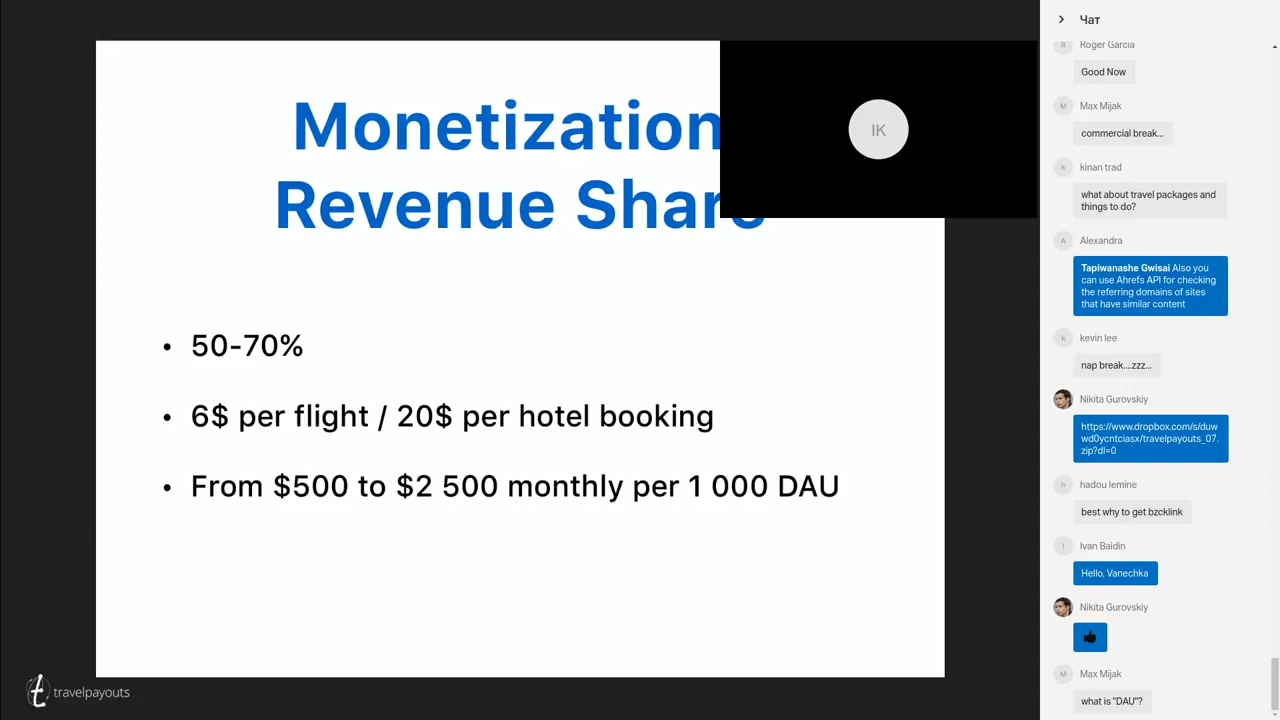 Monetization
Revenue Share
• 50-70%
• 6$ per flight / 20$ per hotel booking
• From $500 to $2 500 monthly per 1 000 DAU
travelpayouts
IK
Чат
R
Roger Garcia
Good Now
M
Max Mijak
commercial break...
K
kinan trad
what about travel packages and
things to do?
A
Alexandra
Tapiwanashe Gwisai Also you
can use Ahrefs API for checking
the referring domains of sites
that have similar content
k
kevin lee
nap break....zzz...
Nikita Gurovskiy
https://www.dropbox.com/s/duw
wd0ycntciasx/travelpayouts_07.
zip?dl=0
h
hadou lemine
best why to get bzcklink
I
Ivan Baidin
Hello, Vanechka
Nikita Gurovskiy
M
Max Mijak
what is "DAU"?